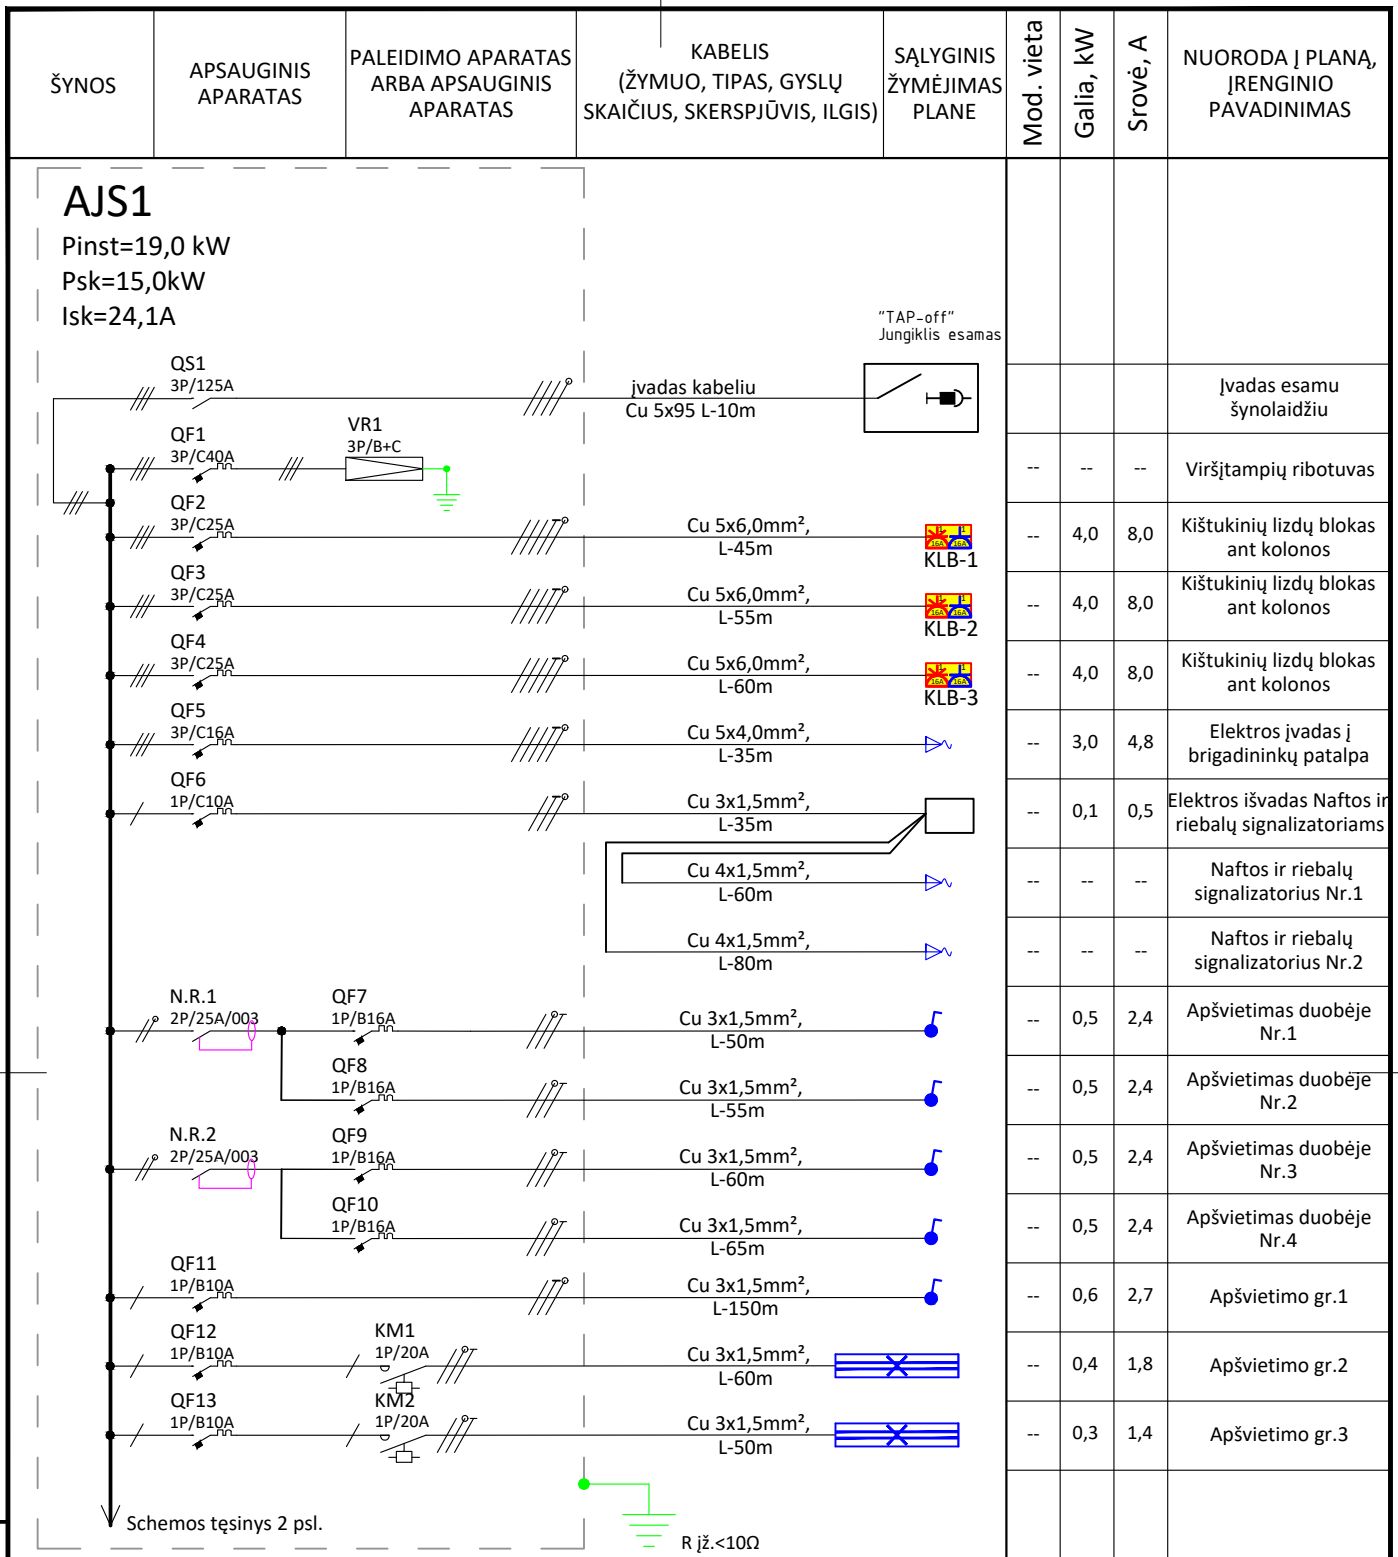 ŠYNOS
APSAUGINIS
APARATAS
PALEIDIMO APARATAS
ARBA APSAUGINIS
APARATAS
KABELIS
(ŽYMUO, TIPAS, GYSLŲ
SKAIČIUS, SKERSPJŪVIS, ILGIS)
SĄLYGINIS
ŽYMĖJIMAS
PLANE
Mod. vieta
Galia, kW
Srovė, A
NUORODA Į PLANĄ,
ĮRENGINIO
PAVADINIMAS
AJS1
Pinst=19,0 kW
Psk=15,0kW
Isk=24,1A
"TAP-off"
Jungiklis esamas
QS1
3P/125A
įvadas kabeliu
Cu 5x95 L-10m
Įvadas esamu
šynolaidžiu
QF1
3P/C40A
VR1
3P/B+C
-- -- -- Viršįtampių ribotuvas
QF2
3P/C25A
Cu 5x6,0mm²,
L-45m
1 1
16A 16A
KLB-1
-- 4,0 8,0
Kištukinių lizdų blokas
ant kolonos
QF3
3P/C25A
Cu 5x6,0mm²,
L-55m
1 1
16A 16A
KLB-2
-- 4,0 8,0
Kištukinių lizdų blokas
ant kolonos
QF4
3P/C25A
Cu 5x6,0mm²,
L-60m
1 1
16A 16A
KLB-3
-- 4,0 8,0
Kištukinių lizdų blokas
ant kolonos
QF5
3P/C16A
Cu 5x4,0mm²,
L-35m
-- 3,0 4,8
Elektros įvadas į
brigadininkų patalpa
QF6
1P/C10A
Cu 3x1,5mm²,
L-35m
-- 0,1 0,5
Elektros išvadas Naftos ir
riebalų signalizatoriams
Cu 4x1,5mm²,
L-60m
-- -- --
Naftos ir riebalų
signalizatorius Nr.1
Cu 4x1,5mm²,
L-80m
-- -- --
Naftos ir riebalų
signalizatorius Nr.2
N.R.1
2P/25A/003
QF7
1P/B16A
Cu 3x1,5mm²,
L-50m
-- 0,5 2,4
Apšvietimas duobėje
Nr.1
QF8
1P/B16A
Cu 3x1,5mm²,
L-55m
-- 0,5 2,4
Apšvietimas duobėje
Nr.2
N.R.2
2P/25A/003
QF9
1P/B16A
Cu 3x1,5mm²,
L-60m
-- 0,5 2,4
Apšvietimas duobėje
Nr.3
QF10
1P/B16A
Cu 3x1,5mm²,
L-65m
-- 0,5 2,4
Apšvietimas duobėje
Nr.4
QF11
1P/B10A
Cu 3x1,5mm²,
L-150m
-- 0,6 2,7 Apšvietimo gr.1
QF12
1P/B10A
KM1
1P/20A
Cu 3x1,5mm²,
L-60m
-- 0,4 1,8 Apšvietimo gr.2
QF13
1P/B10A
KM2
1P/20A
Cu 3x1,5mm²,
L-50m
-- 0,3 1,4 Apšvietimo gr.3
Schemos tęsinys 2 psl.
R įž.<10Ω